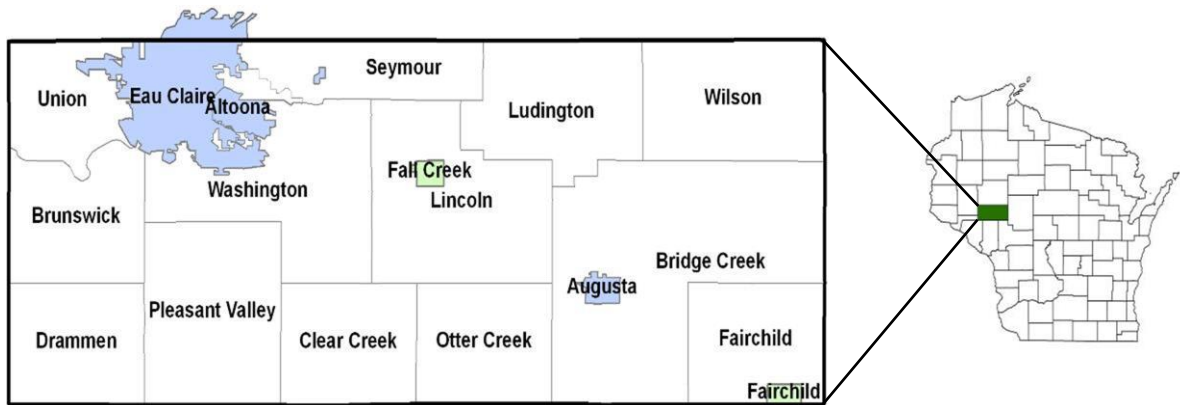 Seymour
Union
Eau Claire
Altoona
Wilson
Ludington
Fall Creek
Washington
Lincoln
Brunswick
Bridge Creek
Augusta
Pleasant Valley
Drammen
Clear Creek
Otter Creek
Fairchild
Fairchild